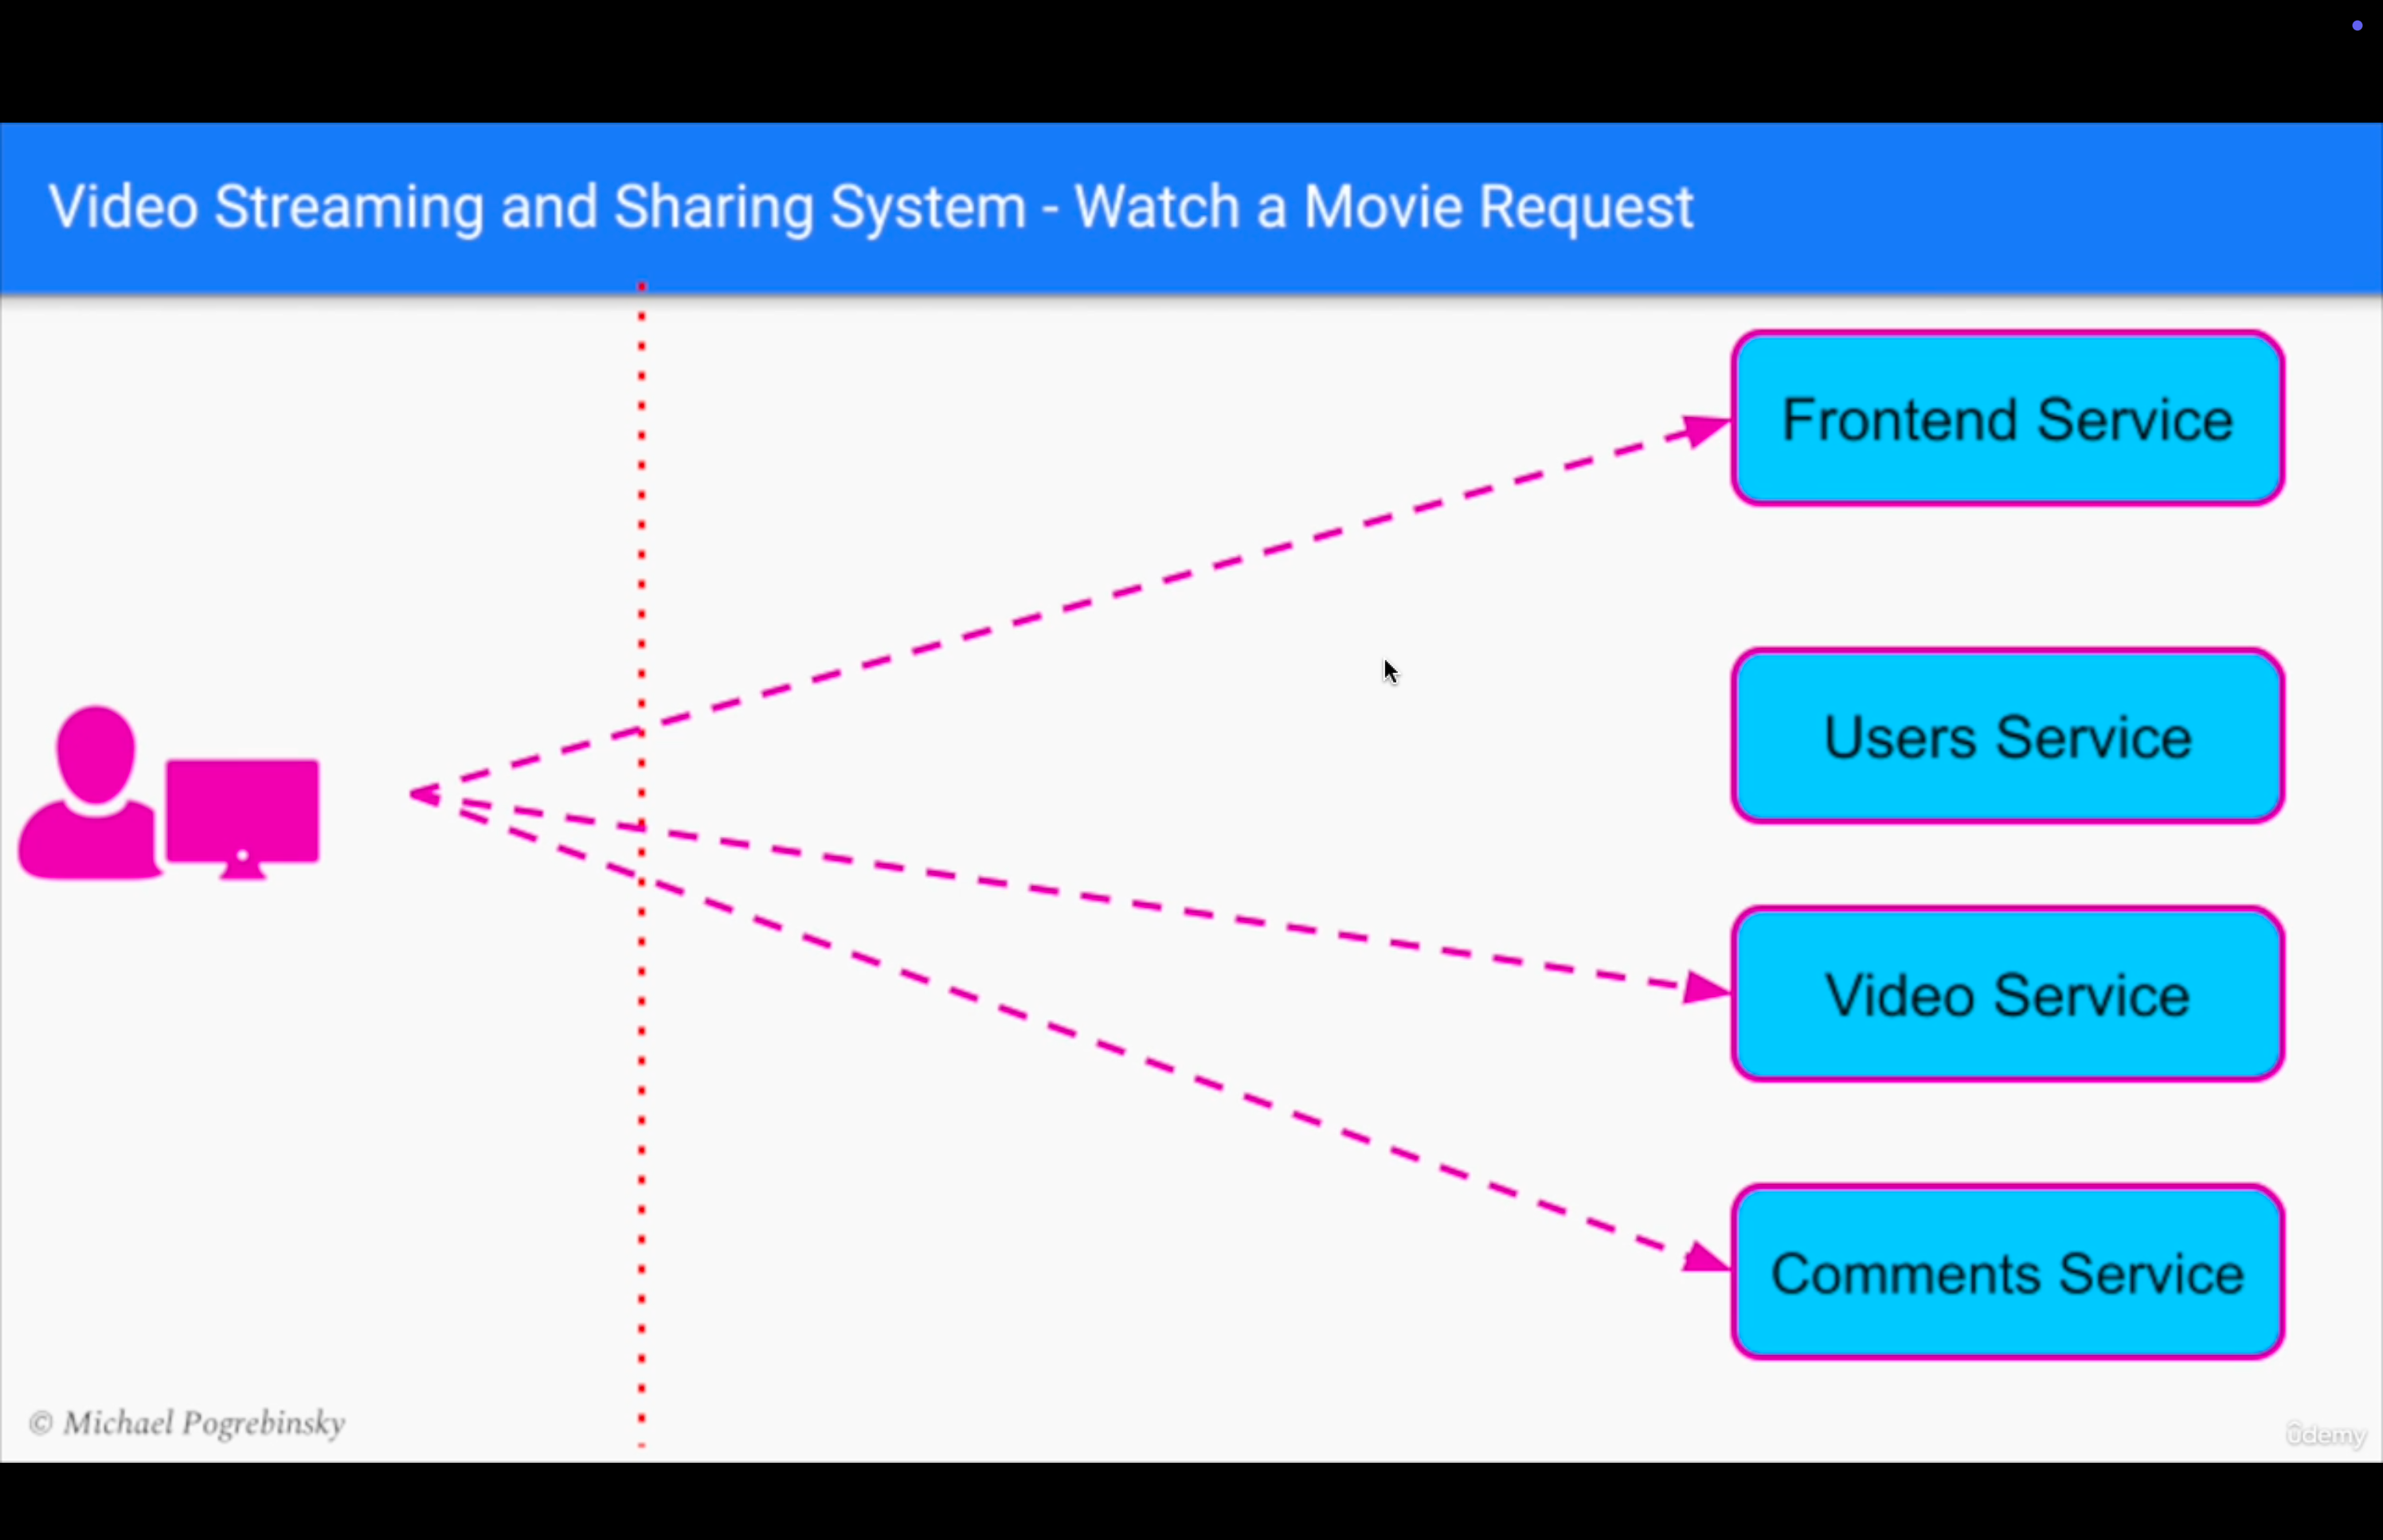 Video Streaming and Sharing System - Watch a Movie Request
Frontend Service
Users Service
Video Service
Comments Service
© Michael Pogrebinsky
ûdemy